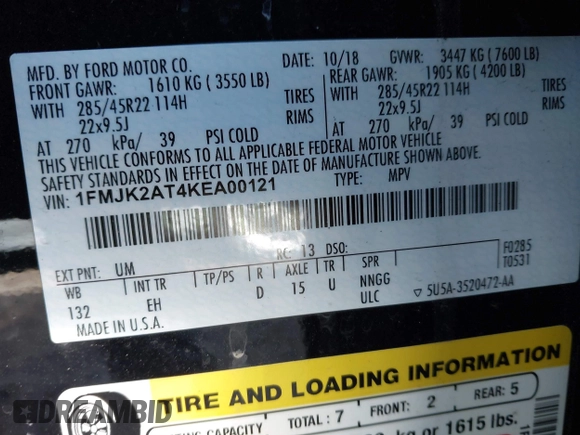 MFD. BY FORD MOTOR CO.
DATE: 10/18 GVWR: 3447 KG (7600 LB)
FRONT GAWR: 1610 KG (3550 LB) REAR GAWR: 1905 KG (4200 LB)
WITH 285/45R22 114H TIRES WITH 285/45R22 114H TIRES
22x9.5J RIMS 22x9.5J RIMS
AT 270 kPa/ 39 PSI COLD AT 270 kPa/ 39 PSI COLD
THIS VEHICLE CONFORMS TO ALL APPLICABLE FEDERAL MOTOR VEHICLE
SAFETY STANDARDS IN EFFECT ON THE DATE OF MANUFACTURE SHOWN ABOVE.
VIN: 1FMJK2AT4KEA00121 TYPE: MPV
EXT PNT: UM RC: 13 DSO: F0285
T0531
WB INT TR TP/PS R AXLE TR SPR
132 EH D 15 U NNGG
ULC
MADE IN U.S.A. ▽ 5U5A-3520472-AA
TIRE AND LOADING INFORMATION
CAPACITY TOTAL: 7 FRONT: 2 REAR: 5
kg or 1615 lbs.
DREAMBID